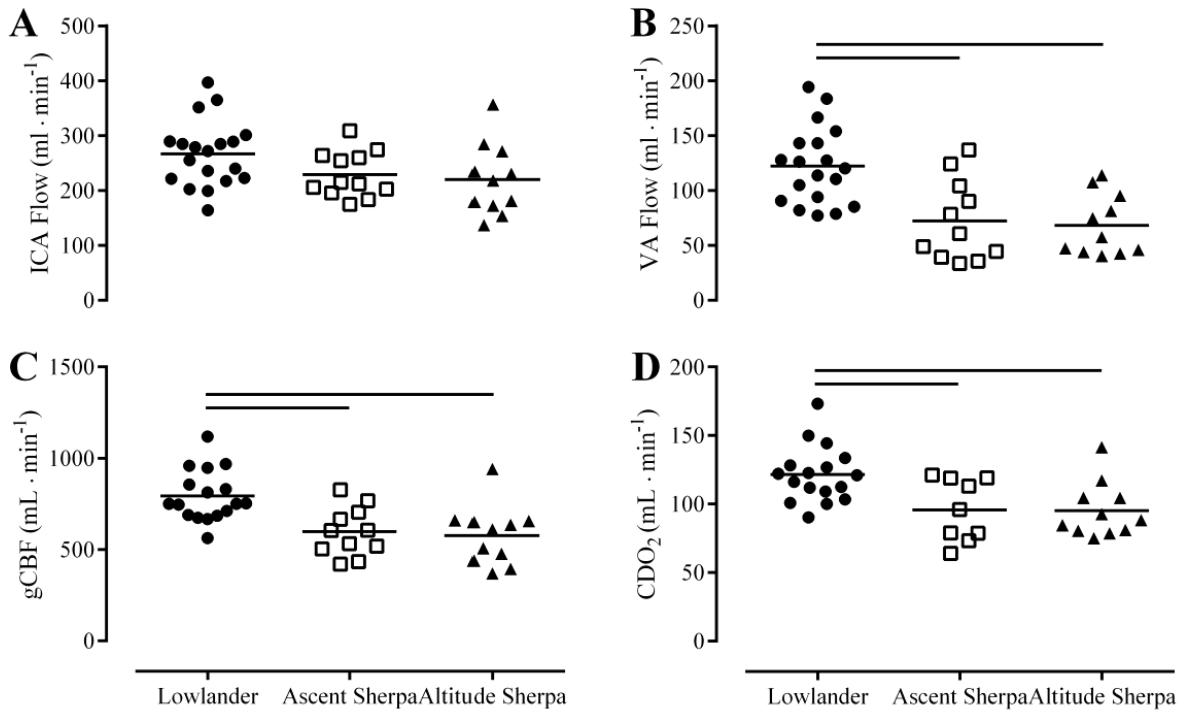 A
ICA Flow (ml · min⁻¹)
500
400
300
200
100
0
B
VA Flow (ml · min⁻¹)
250
200
150
100
50
0
C
gCBF (mL · min⁻¹)
1500
1000
500
0
D
CDO₂ (mL · min⁻¹)
200
150
100
50
0
Lowlander Ascent Sherpa Altitude Sherpa
Lowlander Ascent Sherpa Altitude Sherpa